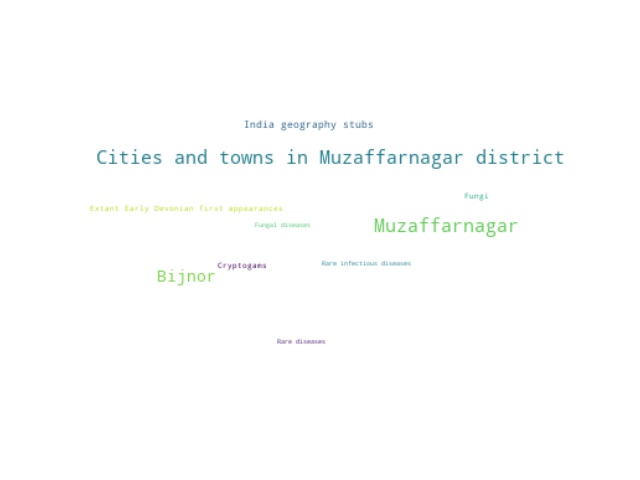 India geography stubs
Cities and towns in Muzaffarnagar district
Fungi
Extant Early Devonian first appearances
Fungal diseases
Muzaffarnagar
Rare infectious diseases
Cryptogams
Bijnor
Rare diseases